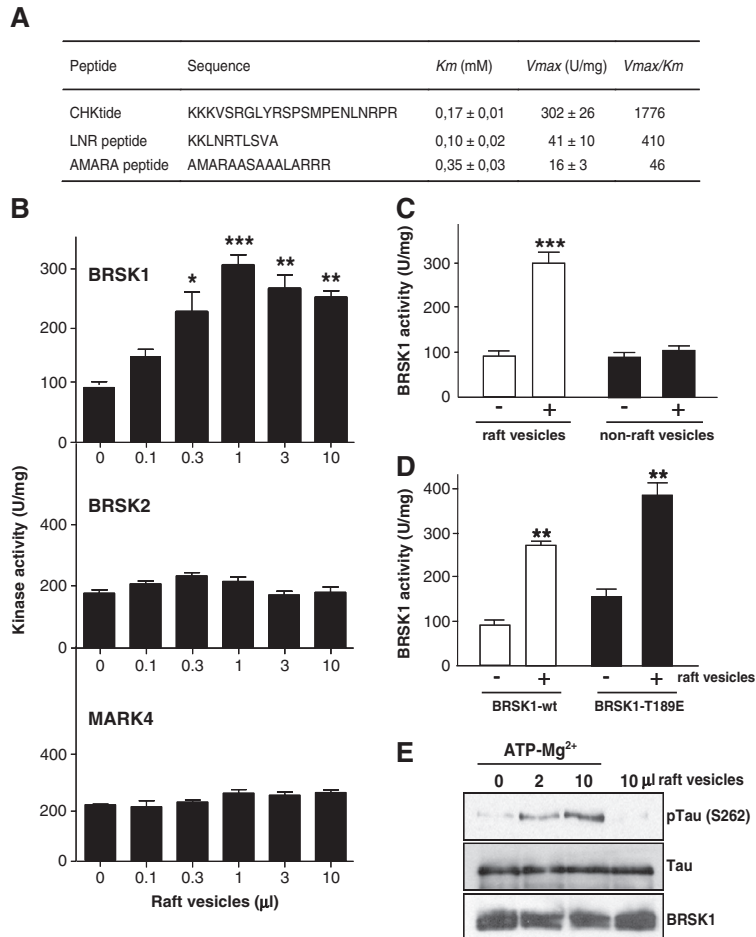 A
Peptide Sequence Km (mM) Vmax (U/mg) Vmax/Km
CHKtide KKKVSRGLYRSPSMPENLNRPR 0,17 ± 0,01 302 ± 26 1776
LNR peptide KKLNRTLSVA 0,10 ± 0,02 41 ± 10 410
AMARA peptide AMARAASAAALARRR 0,35 ± 0,03 16 ± 3 46
B
Kinase activity (U/mg)
BRSK1
* *** ** **
300
200
100
0
0 0.1 0.3 1 3 10
BRSK2
400
200
0
0 0.1 0.3 1 3 10
MARK4
400
200
0
0 0.1 0.3 1 3 10
Raft vesicles (µl)
C
BRSK1 activity (U/mg)
***
300
200
100
0
- + - +
raft vesicles non-raft vesicles
D
BRSK1 activity (U/mg)
** **
400
300
200
100
0
- + - + raft vesicles
BRSK1-wt BRSK1-T189E
E
ATP-Mg2+
0 2 10 10 µl raft vesicles
pTau (S262)
Tau
BRSK1